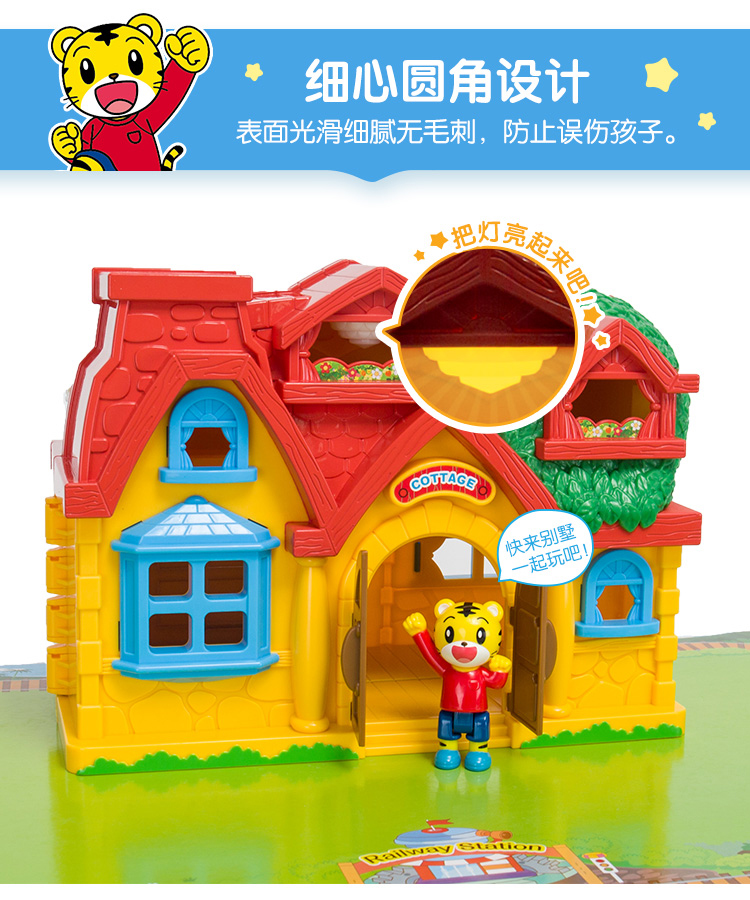 细心圆角设计
表面光滑细腻无毛刺，防止误伤孩子。
把灯亮起来吧!!
COTTAGE
快来别墅
一起玩吧！
Railway Station